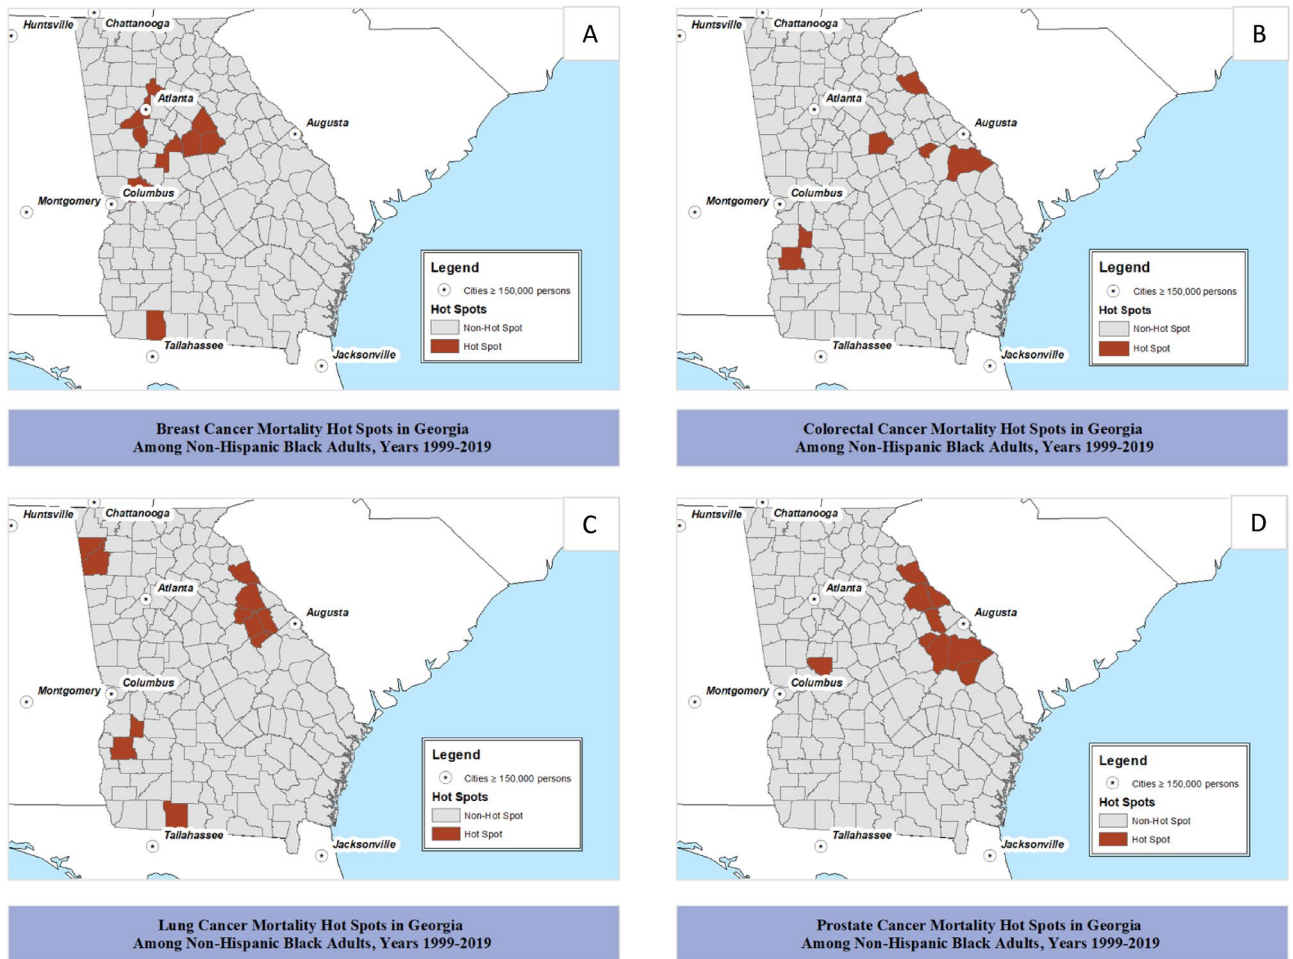 A
Huntsville
Chattanooga
Atlanta
Augusta
Montgomery
Columbus
Legend
Cities ≥ 150,000 persons
Hot Spots
Non-Hot Spot
Hot Spot
Tallahassee
Jacksonville
Breast Cancer Mortality Hot Spots in Georgia
Among Non-Hispanic Black Adults, Years 1999-2019
B
Huntsville
Chattanooga
Atlanta
Augusta
Montgomery
Columbus
Legend
Cities ≥ 150,000 persons
Hot Spots
Non-Hot Spot
Hot Spot
Tallahassee
Jacksonville
Colorectal Cancer Mortality Hot Spots in Georgia
Among Non-Hispanic Black Adults, Years 1999-2019
C
Huntsville
Chattanooga
Atlanta
Augusta
Montgomery
Columbus
Legend
Cities ≥ 150,000 persons
Hot Spots
Non-Hot Spot
Hot Spot
Tallahassee
Jacksonville
Lung Cancer Mortality Hot Spots in Georgia
Among Non-Hispanic Black Adults, Years 1999-2019
D
Huntsville
Chattanooga
Atlanta
Augusta
Montgomery
Columbus
Legend
Cities ≥ 150,000 persons
Hot Spots
Non-Hot Spot
Hot Spot
Tallahassee
Jacksonville
Prostate Cancer Mortality Hot Spots in Georgia
Among Non-Hispanic Black Adults, Years 1999-2019